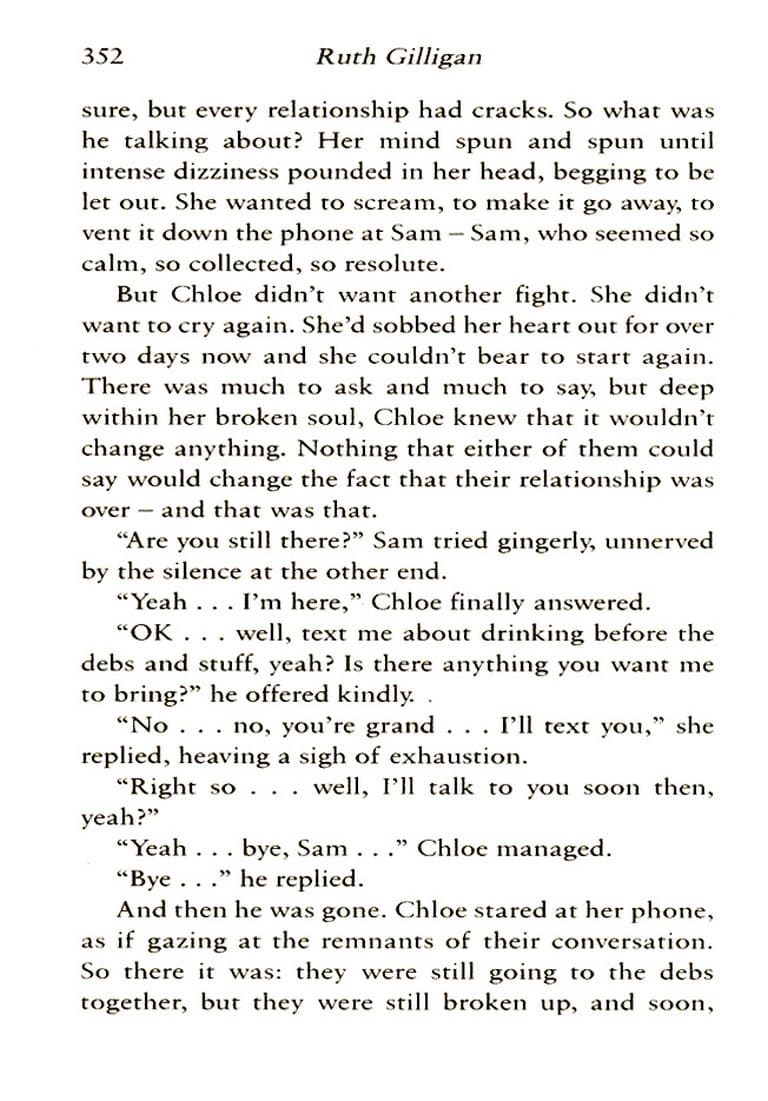 352 Ruth Gilligan
sure, but every relationship had cracks. So what was
he talking about? Her mind spun and spun until
intense dizziness pounded in her head, begging to be
let out. She wanted to scream, to make it go away, to
vent it down the phone at Sam – Sam, who seemed so
calm, so collected, so resolute.
But Chloe didn’t want another fight. She didn’t
want to cry again. She’d sobbed her heart out for over
two days now and she couldn’t bear to start again.
There was much to ask and much to say, but deep
within her broken soul, Chloe knew that it wouldn’t
change anything. Nothing that either of them could
say would change the fact that their relationship was
over – and that was that.
“Are you still there?” Sam tried gingerly, unnerved
by the silence at the other end.
“Yeah . . . I’m here,” Chloe finally answered.
“OK . . . well, text me about drinking before the
debs and stuff, yeah? Is there anything you want me
to bring?” he offered kindly.
“No . . . no, you’re grand . . . I’ll text you,” she
replied, heaving a sigh of exhaustion.
“Right so . . . well, I’ll talk to you soon then,
yeah?”
“Yeah . . . bye, Sam . . .” Chloe managed.
“Bye . . .” he replied.
And then he was gone. Chloe stared at her phone,
as if gazing at the remnants of their conversation.
So there it was: they were still going to the debs
together, but they were still broken up, and soon,